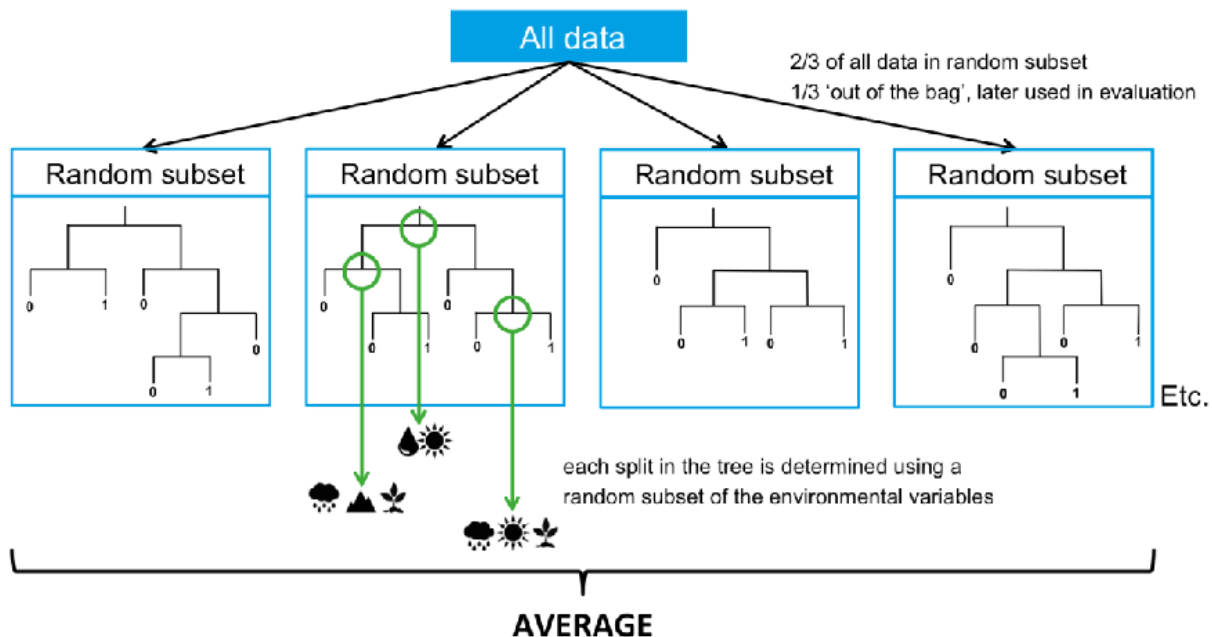 All data
2/3 of all data in random subset
1/3 ‘out of the bag’, later used in evaluation
Random subset
Random subset
Random subset
Random subset
0
1
0
0
0
1
0
0
0
1
0
1
0
0
1
0
1
0
0
0
1
0
1
Etc.
each split in the tree is determined using a
random subset of the environmental variables
AVERAGE